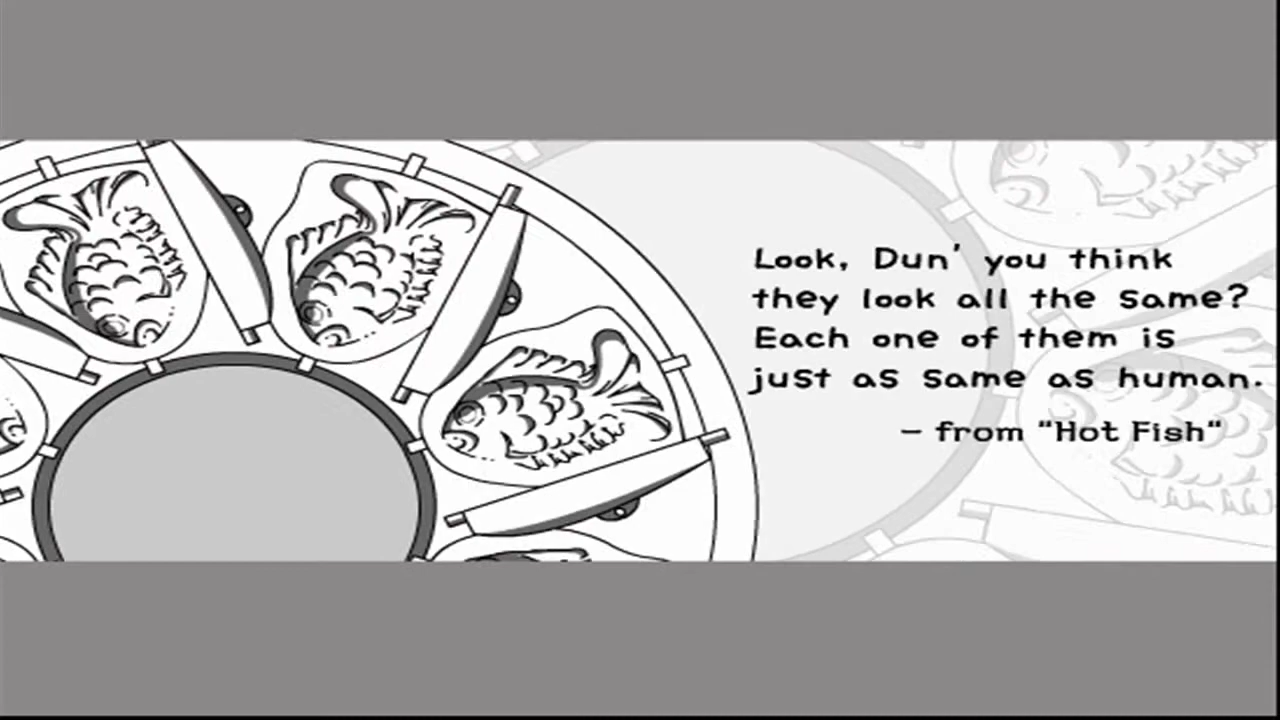 Look, Dun' you think
they look all the same?
Each one of them is
just as same as human.
- from "Hot Fish"